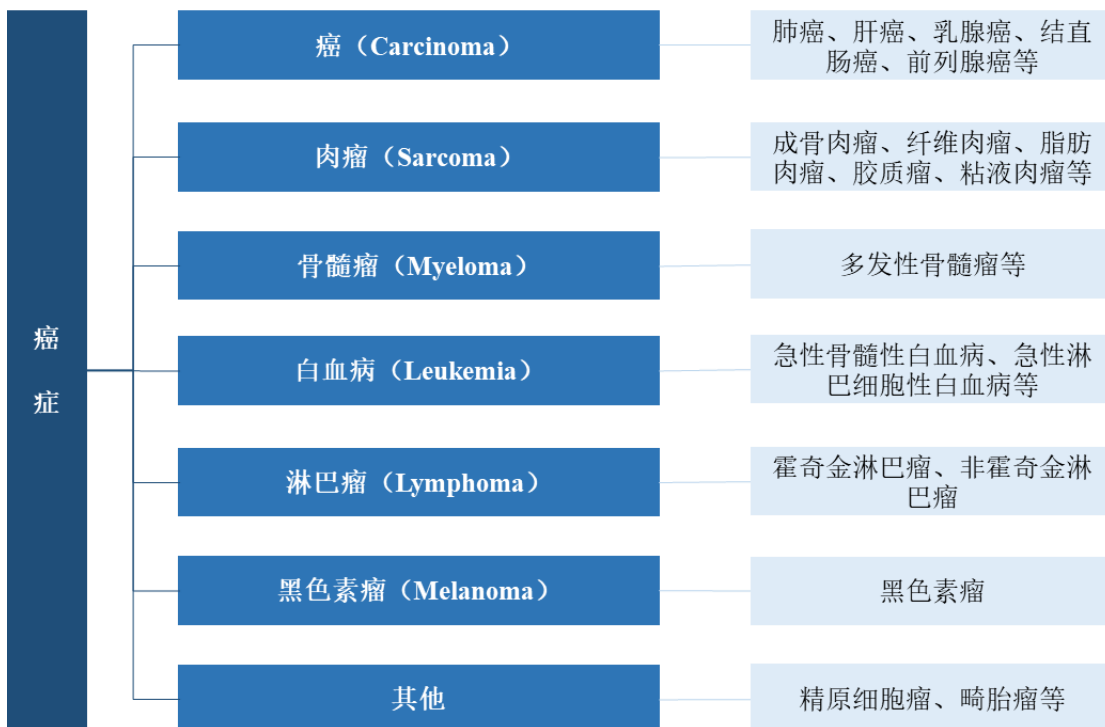 癌
症
癌（Carcinoma）
肺癌、肝癌、乳腺癌、结直
肠癌、前列腺癌等
肉瘤（Sarcoma）
成骨肉瘤、纤维肉瘤、脂肪
肉瘤、胶质瘤、粘液肉瘤等
骨髓瘤（Myeloma）
多发性骨髓瘤等
白血病（Leukemia）
急性骨髓性白血病、急性淋
巴细胞性白血病等
淋巴瘤（Lymphoma）
霍奇金淋巴瘤、非霍奇金淋
巴瘤
黑色素瘤（Melanoma）
黑色素瘤
其他
精原细胞瘤、畸胎瘤等